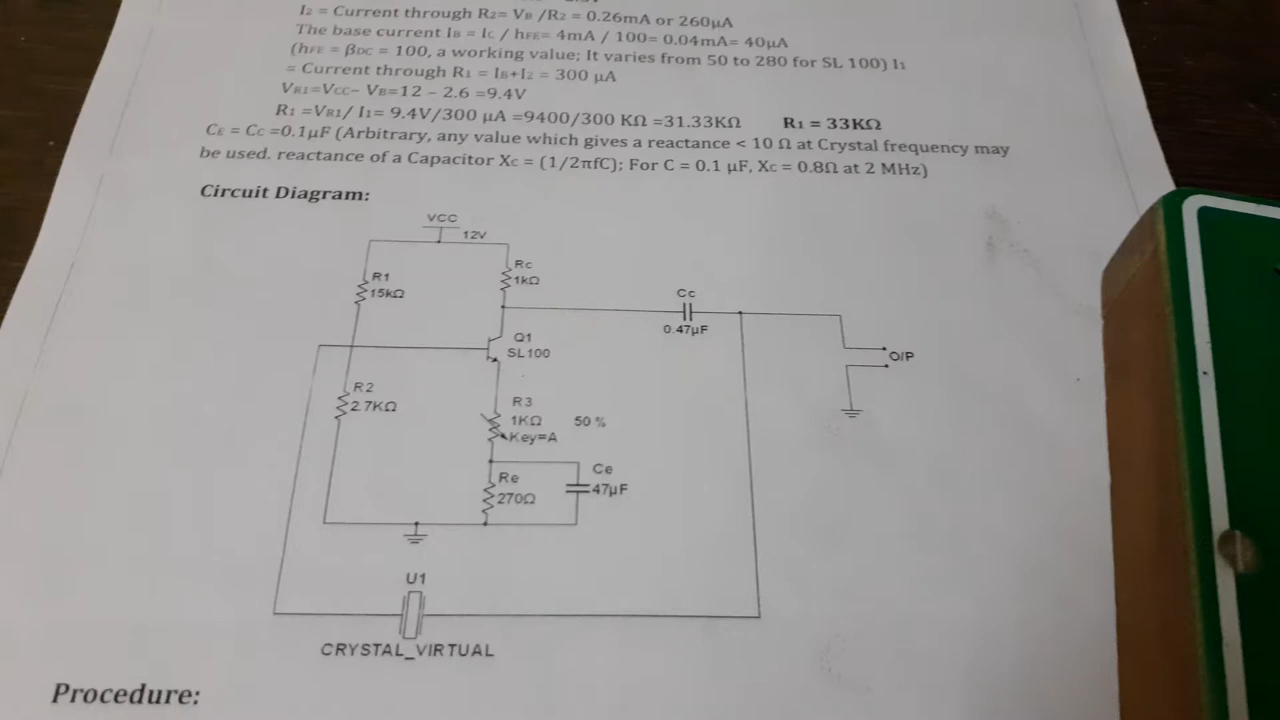 I2 = Current through R2= VB /R2 = 0.26mA or 260μA
The base current IB = IC / hFE= 4mA / 100= 0.04mA= 40μA
(hFE = βDC = 100, a working value; It varies from 50 to 280 for SL 100) I1
= Current through R1 = IB+I2 = 300 μA
VR1=VCC– VB=12 – 2.6 =9.4V
R1 =VR1/ I1= 9.4V/300 μA =9400/300 KΩ =31.33KΩ R1 = 33KΩ
CE = CC =0.1μF (Arbitrary, any value which gives a reactance < 10 Ω at Crystal frequency may
be used. reactance of a Capacitor XC = (1/2πfC); For C = 0.1 μF, XC = 0.8Ω at 2 MHz)
Circuit Diagram:
VCC
12V
Rc
1kΩ
R1
15kΩ
Cc
0.47μF
Q1
SL100
O/P
R2
2.7KΩ
R3
1KΩ 50 %
Key=A
Ce
47μF
Re
270Ω
U1
CRYSTAL_VIRTUAL
Procedure: